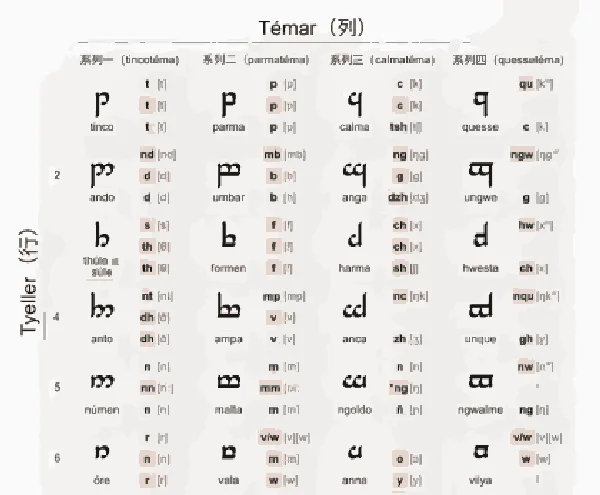 Témar（列）
系列一 (tincotéma) 系列二 (parmatéma) 系列三 (calmatéma) 系列四 (quessetéma)
Tyeller（行）
t [t] p [p] c [k] qu [kʷ]
t [t] p [p] c [k]
tinco t [t] parma p [p] calma tsh [tʃ] quesse c [k]
nd [nd] mb [mb] ng [ŋg] ngw [ŋgʷ]
2 d [d] b [b] g [g]
ando d [d] umbar b [b] anga dzh [dʒ] ungwe g [g]
s [s] f [f] ch [x] hw [xʷ]
th [θ] f [f] ch [x]
thúle 或 súle th [θ] formen f [f] harma sh [ʃ] hwesta ch [x]
nt [nt] mp [mp] nc [ŋk] nqu [ŋkʷ]
4 dh [ð] v [v]
anto dh [ð] ampa v [v] anca zh [ʒ] unque gh [ɣ]
n [n] m [m] n [n] nw [nʷ]
5 nn [nː] mm [mː] ng [ŋ]
númen n [n] malta m [m] ngoldo ñ [ɲ] ngwalme ng [ŋ]
r [r] v/w [v][w] v/w [v][w]
6 n [n] m [m] o [ɔ] w [w]
óre r [r] vala w [w] anna y [y] vilya